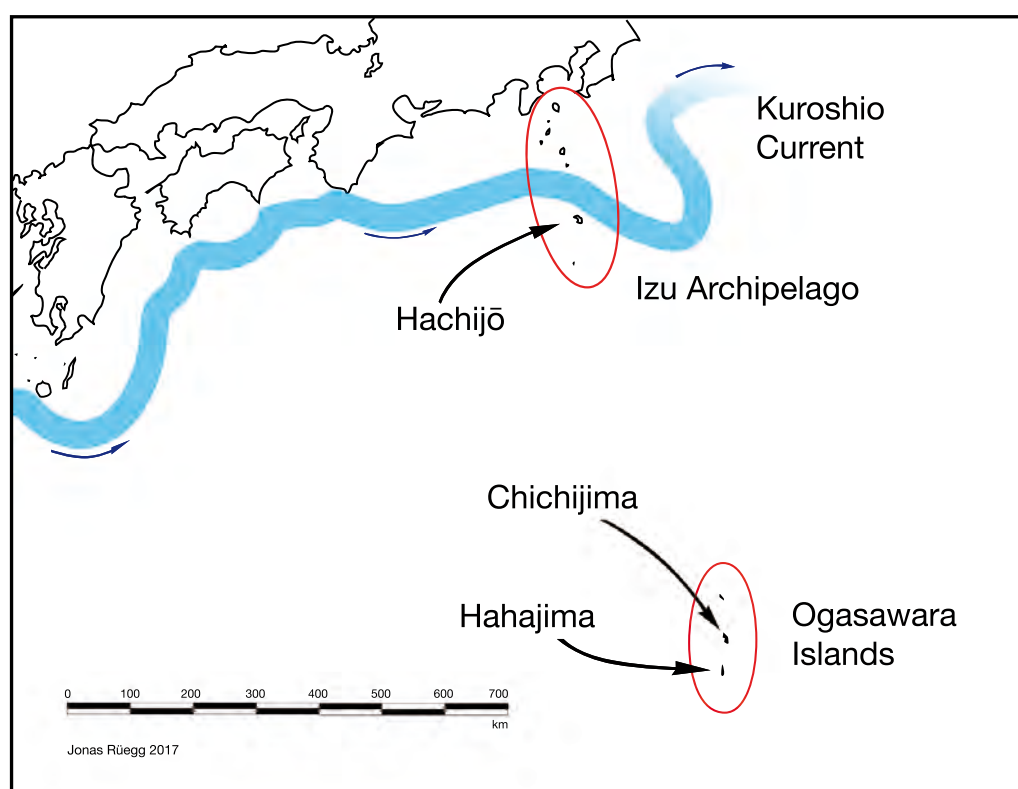 Kuroshio
Current
Izu Archipelago
Hachijō
Chichijima
Hahajima
Ogasawara
Islands
0 100 200 300 400 500 600 700
km
Jonas Rüegg 2017